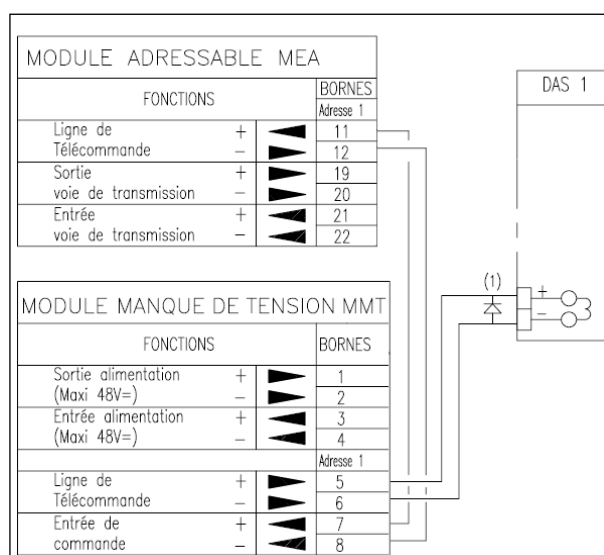 MODULE ADRESSABLE MEA
FONCTIONS
BORNES
Adresse 1
Ligne de + 11
Télécommande – 12
Sortie + 19
voie de transmission – 20
Entrée + 21
voie de transmission – 22
DAS 1
(1)
+
–
MODULE MANQUE DE TENSION MMT
FONCTIONS BORNES
Sortie alimentation + 1
(Maxi 48V=) – 2
Entrée alimentation + 3
(Maxi 48V=) – 4
Adresse 1
Ligne de + 5
Télécommande – 6
Entrée de + 7
commande – 8